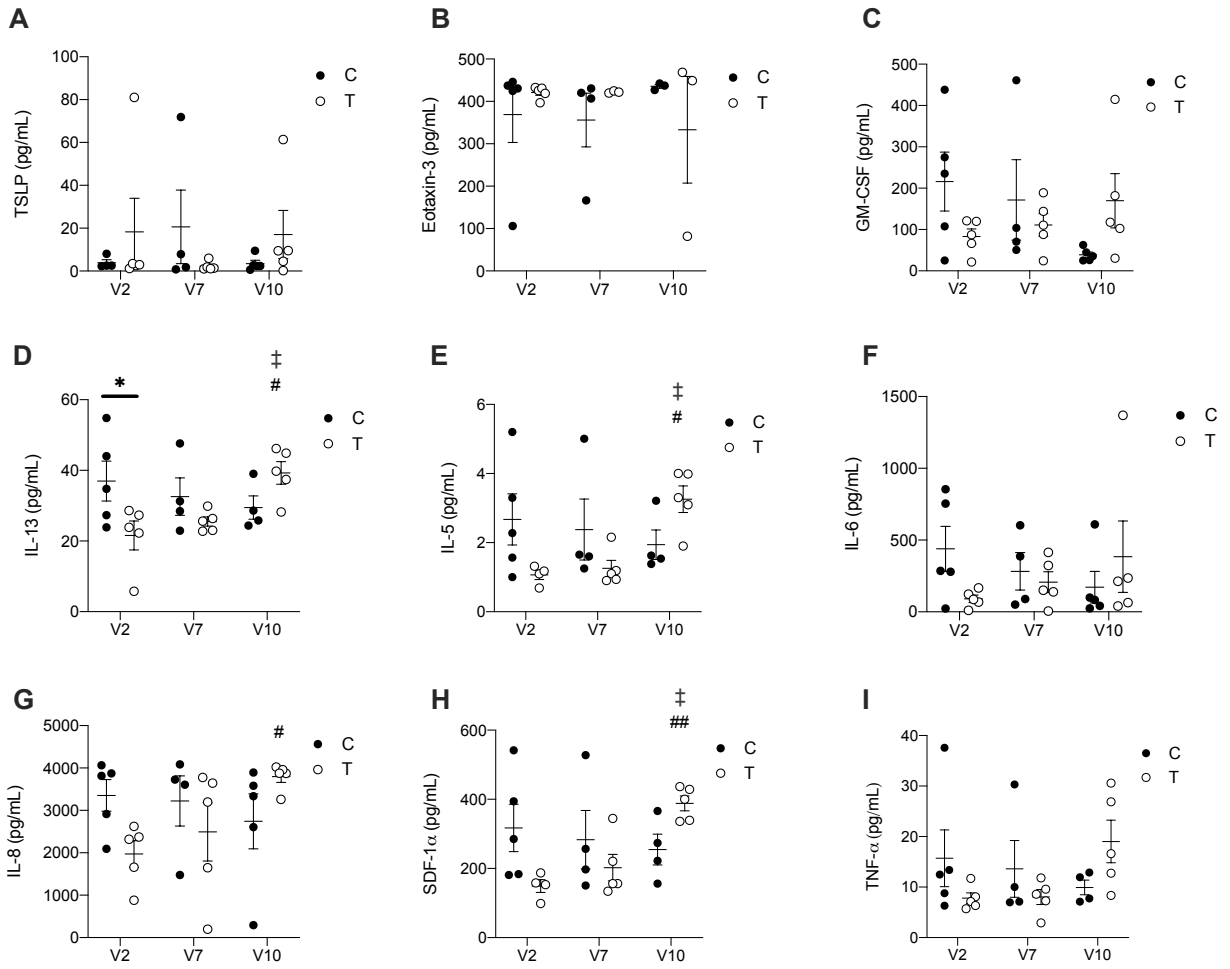 A
TSLP (pg/mL)
100
80
60
40
20
0
V2
V7
V10
C
T
B
Eotaxin-3 (pg/mL)
500
400
300
200
100
0
V2
V7
V10
C
T
C
GM-CSF (pg/mL)
500
400
300
200
100
0
V2
V7
V10
C
T
D
IL-13 (pg/mL)
60
40
20
0
*
‡
#
V2
V7
V10
C
T
E
IL-5 (pg/mL)
6
4
2
0
‡
#
V2
V7
V10
C
T
F
IL-6 (pg/mL)
1500
1000
500
0
V2
V7
V10
C
T
G
IL-8 (pg/mL)
5000
4000
3000
2000
1000
0
#
V2
V7
V10
C
T
H
SDF-1α (pg/mL)
600
400
200
0
‡
##
V2
V7
V10
C
T
I
TNF-α (pg/mL)
40
30
20
10
0
V2
V7
V10
C
T